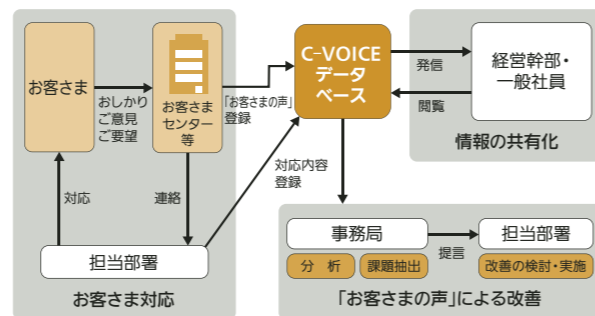 お客さま
おしかり
ご意見
ご要望
お客さま
センター
等
「お客さまの声」
登録
C-VOICE
データ
ベース
発信
閲覧
経営幹部・
一般社員
情報の共有化
対応
連絡
対応内容
登録
担当部署
お客さま対応
事務局
提言
担当部署
分 析
課題抽出
改善の検討・実施
「お客さまの声」による改善